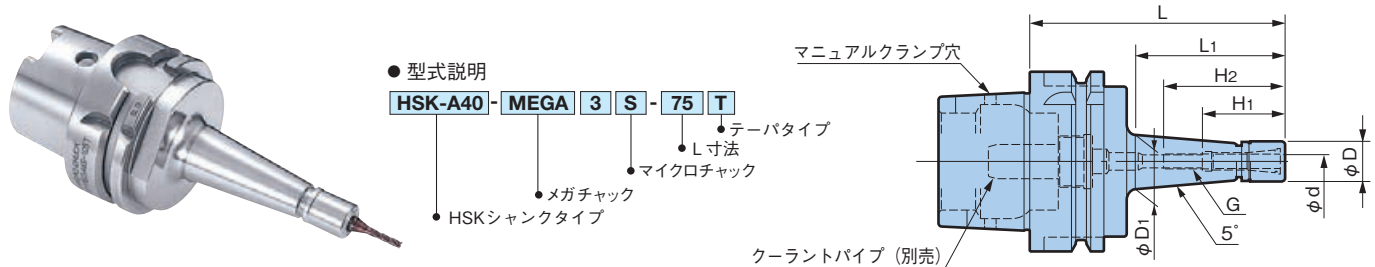 ● 型式説明
HSK-A40 - MEGA 3 S - 75 T
テーパタイプ
L寸法
マイクロチャック
メガチャック
HSKシャンクタイプ
L
マニュアルクランプ穴
L1
H2
H1
φD
φd
G
5°
φD1
クーラントパイプ（別売）